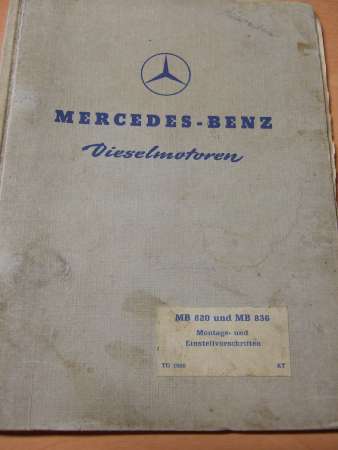 MERCEDES-BENZ
Dieselmotoren
MB 820 und MB 836
Montage- und
Einstellvorschriften
KT